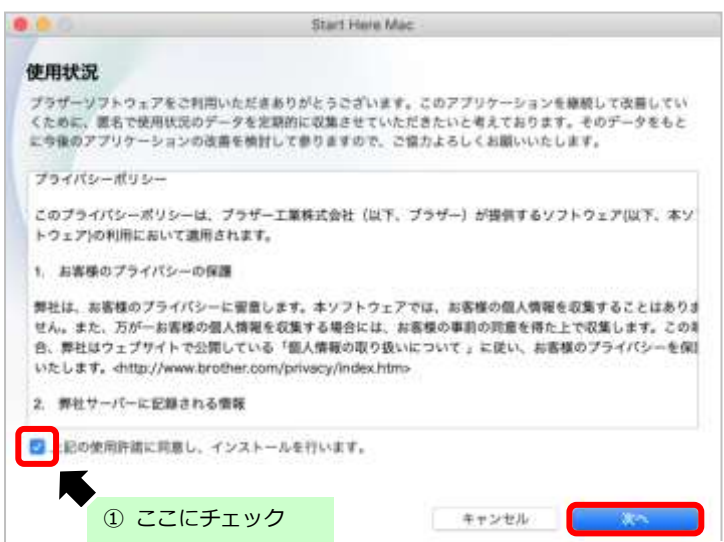 Start Here Mac
使用状況
ブラザーソフトウェアをご利用いただきありがとうございます。このアプリケーションを継続して改善してい
くために、匿名で使用状況のデータを定期的に収集させていただきたいと考えております。そのデータをもと
に今後のアプリケーションの改善を検討して参りますので、ご協力よろしくお願いいたします。
プライバシーポリシー
このプライバシーポリシーは、ブラザー工業株式会社（以下、ブラザー）が提供するソフトウェア(以下、本ソ
トウェア)の利用において適用されます。
1. お客様のプライバシーの保護
弊社は、お客様のプライバシーに留意します。本ソフトウェアでは、お客様の個人情報を収集することはありま
せん。また、万が一お客様の個人情報を収集する場合には、お客様の事前の同意を得た上で収集します。この
合、弊社はウェブサイトで公開している「個人情報の取り扱いについて 」に従い、お客様のプライバシーを保
いたします。<http://www.brother.com/privacy/index.htm>
2. 弊社サーバーに記録される情報
記の使用許諾に同意し、インストールを行います。
① ここにチェック
キャンセル
次へ